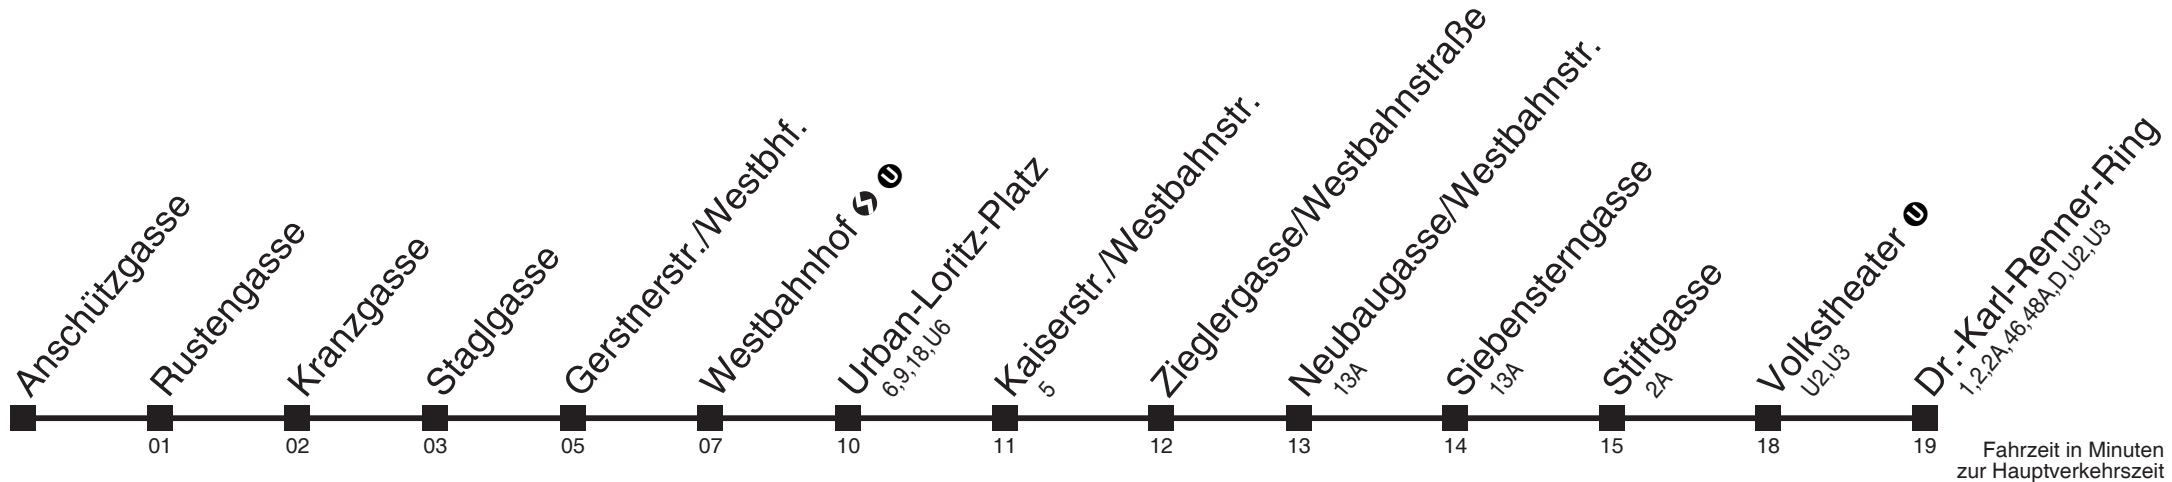 Anschützgasse
Rustengasse
Kranzgasse
Staglgasse
Gerstnerstr./Westbhf.
Westbahnhof U
Urban-Loritz-Platz
6,9,18,U6
Kaiserstr./Westbahnstr.
5
Zieglergasse/Westbahnstraße
Neubaugasse/Westbahnstr.
13A
Siebensterngasse
13A
Stiftgasse
2A
Volkstheater U
U2,U3
Dr.-Karl-Renner-Ring
1,2,2A,46,48A,D,U2,U3
01 02 03 05 07 10 11 12 13 14 15 18 19
Fahrzeit in Minuten
zur Hauptverkehrszeit